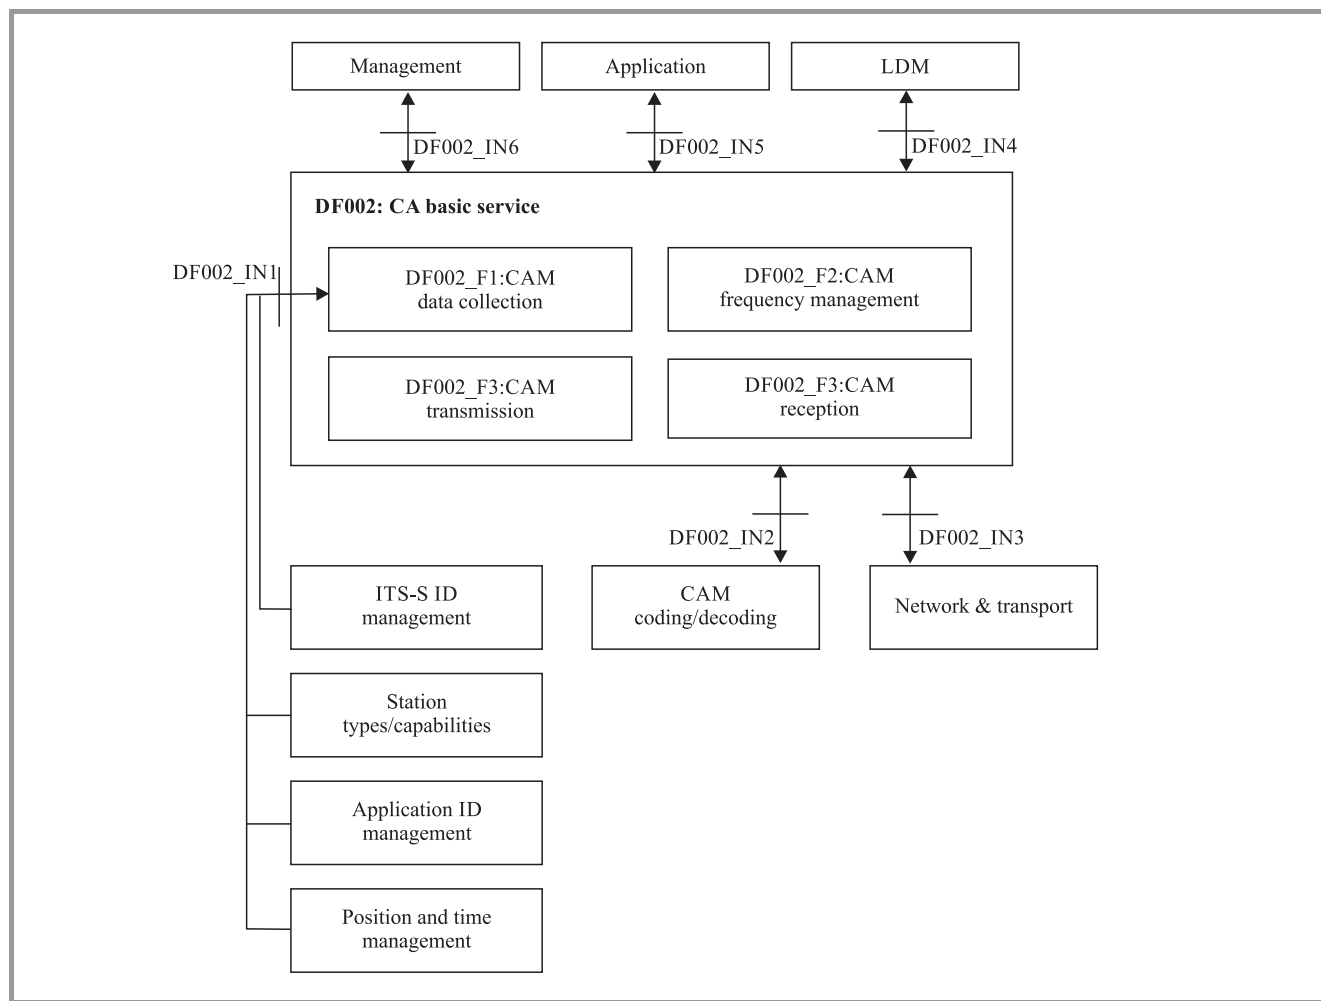 Management
Application
LDM
DF002_IN6
DF002_IN5
DF002_IN4
DF002: CA basic service
DF002_IN1
DF002_F1:CAM
data collection
DF002_F2:CAM
frequency management
DF002_F3:CAM
transmission
DF002_F3:CAM
reception
DF002_IN2
DF002_IN3
ITS-S ID
management
CAM
coding/decoding
Network & transport
Station
types/capabilities
Application ID
management
Position and time
management